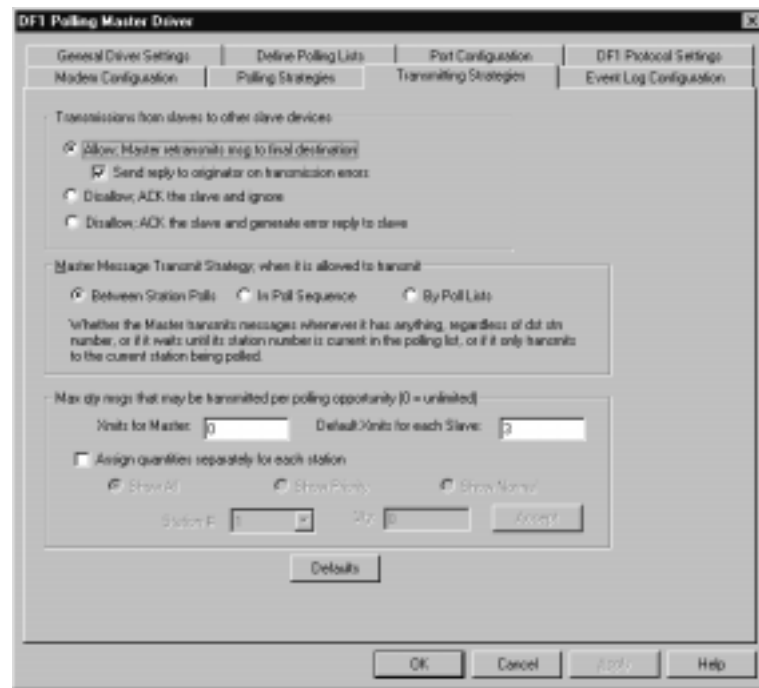 DF1 Polling Master Driver
General Driver Settings Define Polling Lists Port Configuration DF1 Protocol Settings
Modem Configuration Polling Strategies Transmitting Strategies Event Log Configuration
Transmissions from slaves to other slave devices
Allow; Master retransmits msg to final destination
Send reply to originator on transmission errors
Disallow; ACK the slave and ignore
Disallow; ACK the slave and generate error reply to slave
Master Message Transmit Strategy; when it is allowed to transmit
Between Station Polls In Poll Sequence By Poll Lists
Whether the Master transmits messages whenever it has anything, regardless of dst stn
number, or if it waits until its station number is current in the polling list, or if it only transmits
to the current station being polled.
Max qty msgs that may be transmitted per polling opportunity (0 = unlimited)
Xmits for Master: 0 Default Xmits for each Slave: 3
Assign quantities separately for each station
Show All Show Priority Show Normal
Station #: 1 Qty: 0 Accept
Defaults
OK Cancel Apply Help